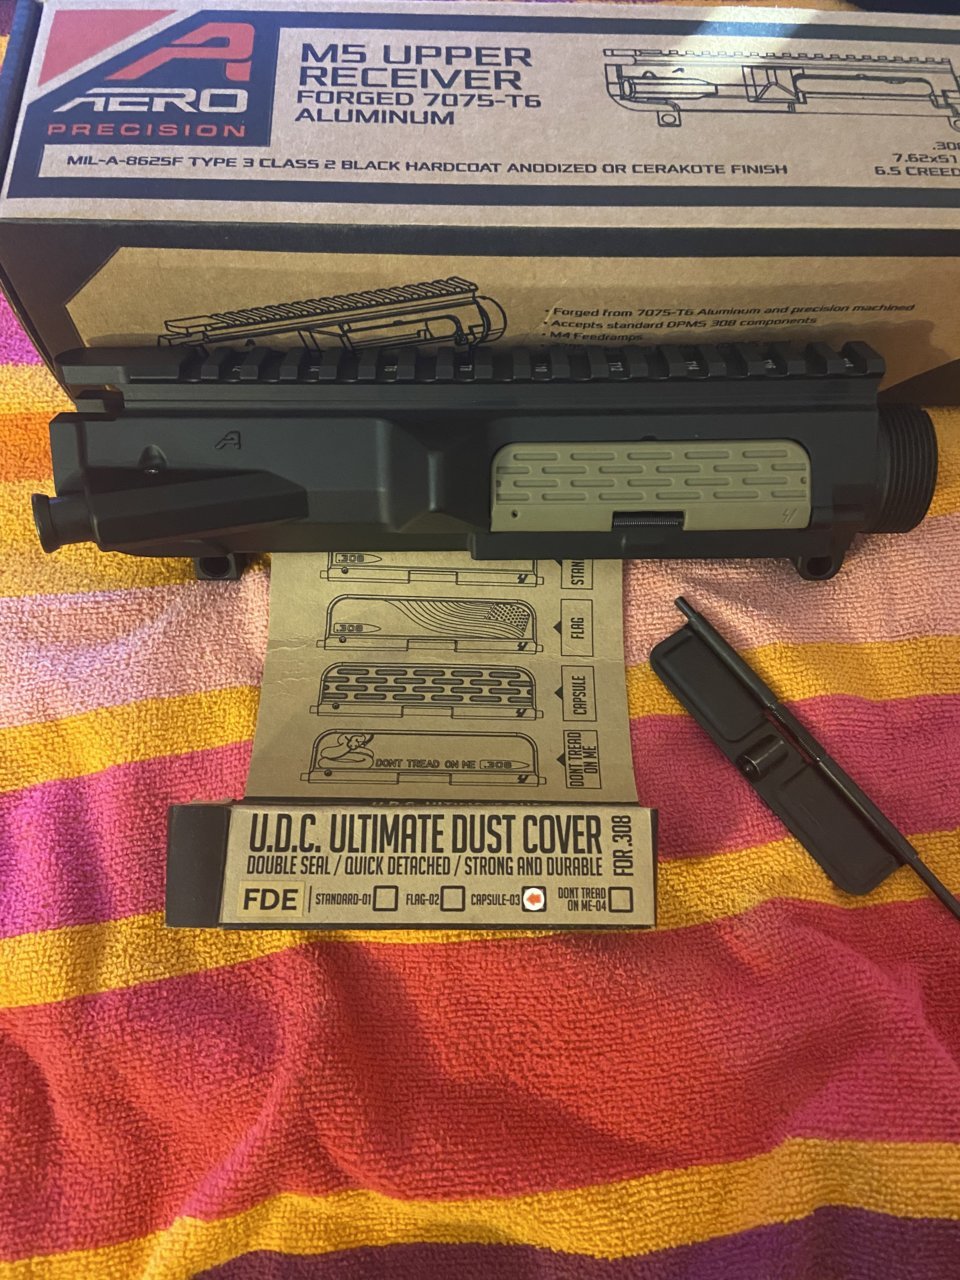 M5 UPPER
RECEIVER
FORGED 7075-T6
ALUMINUM
AERO
PRECISION
MIL-A-8625F TYPE 3 CLASS 2 BLACK HARDCOAT ANODIZED OR CERAKOTE FINISH
.308
7.62x51
6.5 CREED
• Forged from 7075-T6 Aluminum and precision machined
• Accepts standard DPMS 308 components
• M4 Feedramps
.308
STAN
.308
FLAG
CAPSULE
DONT TREAD ON ME .308
DON'T TREAD
ON ME
U.D.C. ULTIMATE DUST COVER
DOUBLE SEAL / QUICK DETACHED / STRONG AND DURABLE
FOR .308
FDE
STANDARD-01
FLAG-02
CAPSULE-03
DONT TREAD
ON ME-04